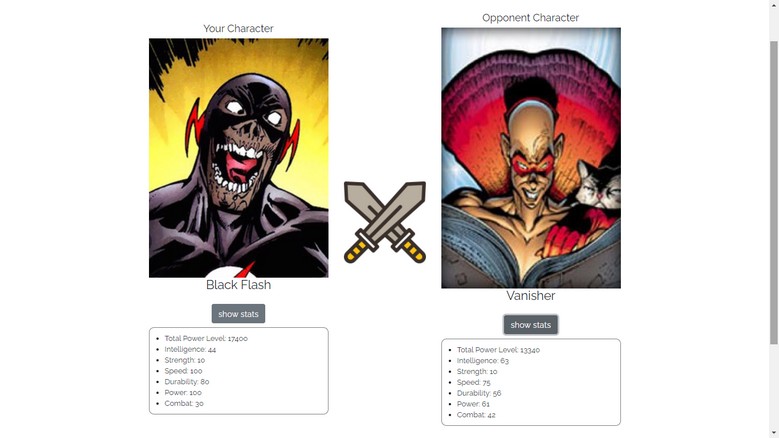 Your Character
Black Flash
show stats
Total Power Level: 17400
Intelligence: 44
Strength: 10
Speed: 100
Durability: 80
Power: 100
Combat: 30
Opponent Character
Vanisher
show stats
Total Power Level: 13340
Intelligence: 63
Strength: 10
Speed: 75
Durability: 56
Power: 61
Combat: 42